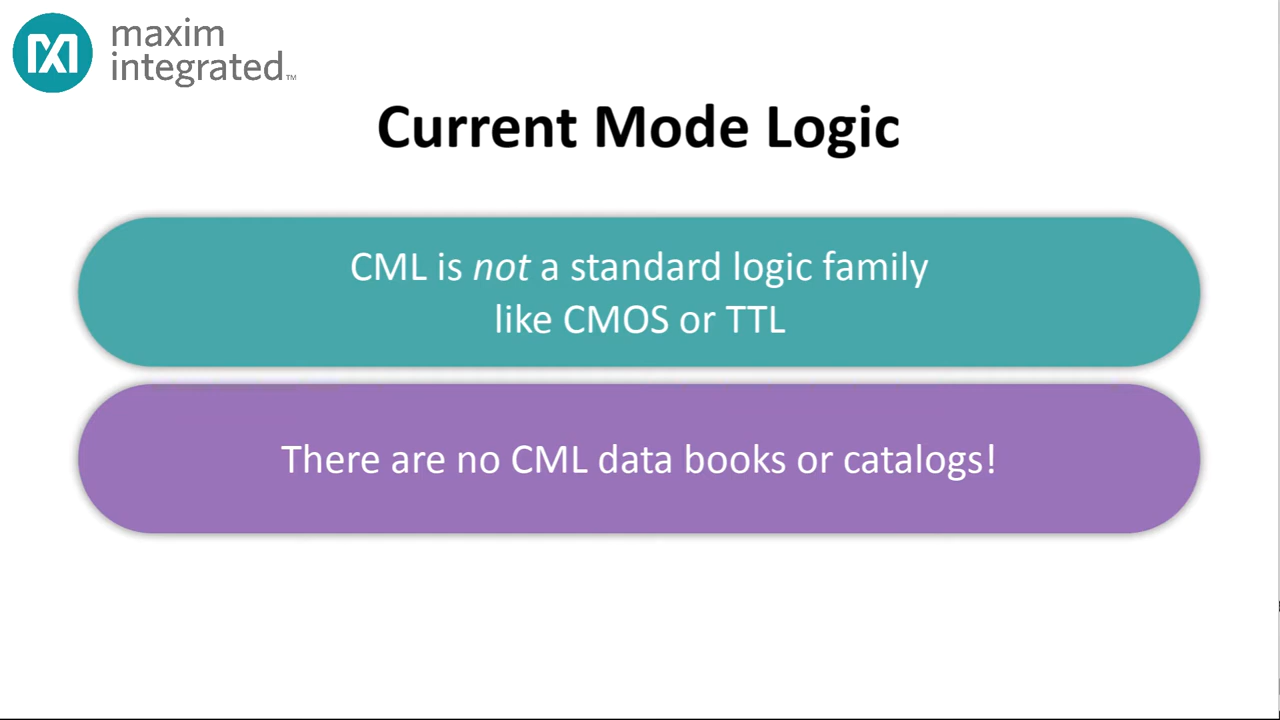 maxim
integrated™
Current Mode Logic
CML is not a standard logic family
like CMOS or TTL
There are no CML data books or catalogs!